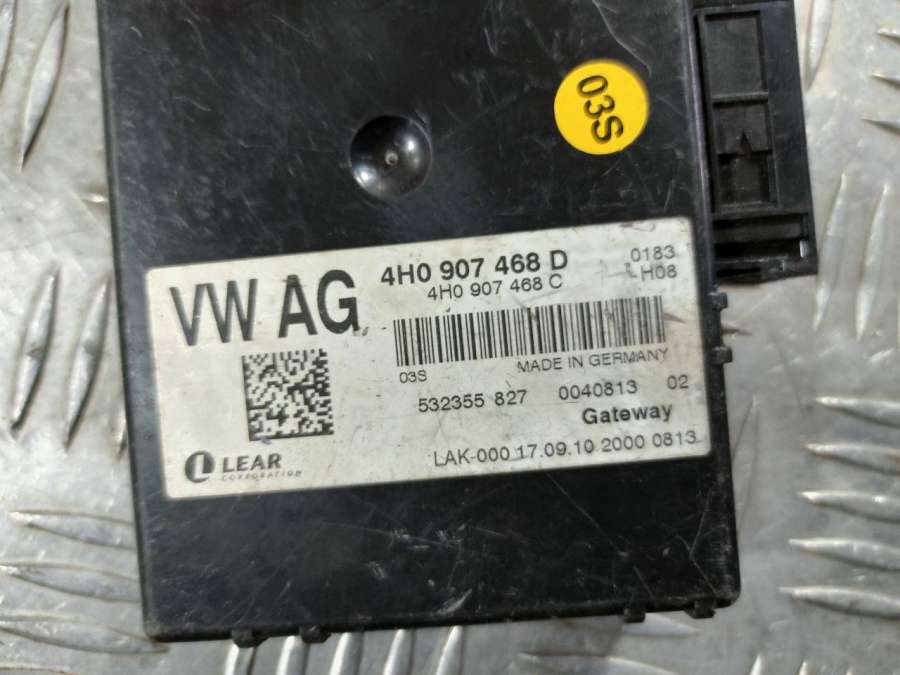 03S
VW AG
4H0 907 468 D
0183
4H0 907 468 C
H08
03S
MADE IN GERMANY
532355 827
0040813
02
Gateway
LEAR
CORPORATION
LAK-000 17.09.10 2000 0813